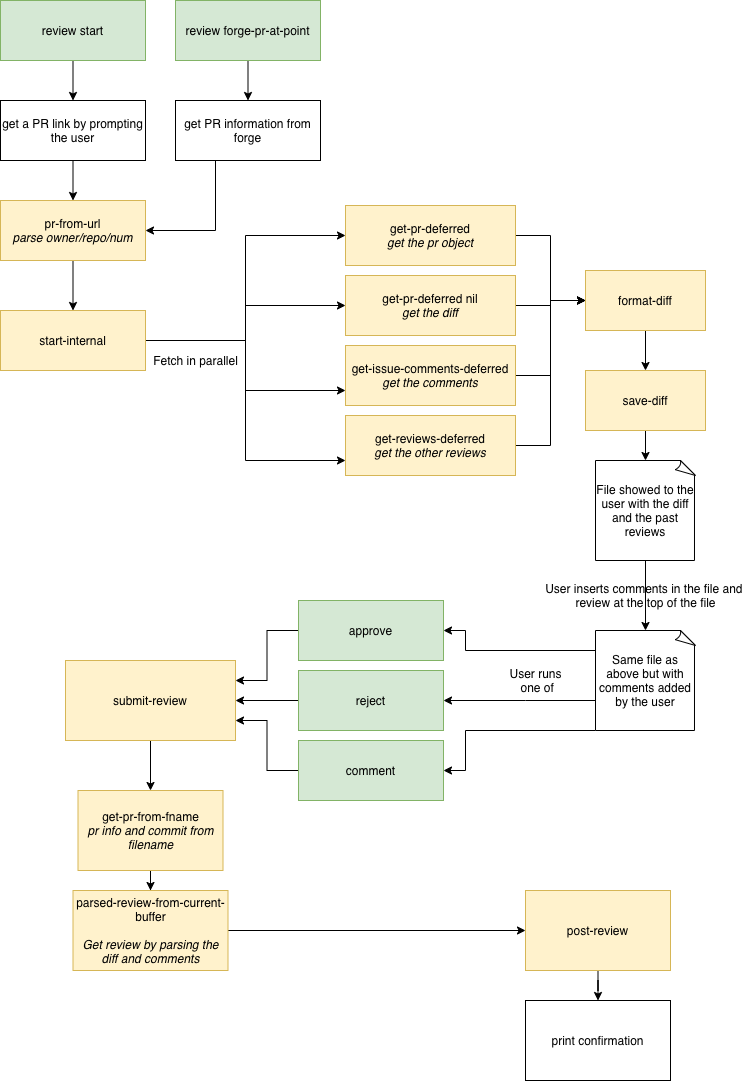 review start
review forge-pr-at-point
get a PR link by prompting
the user
get PR information from
forge
pr-from-url
parse owner/repo/num
start-internal
Fetch in parallel
get-pr-deferred
get the pr object
get-pr-deferred nil
get the diff
get-issue-comments-deferred
get the comments
get-reviews-deferred
get the other reviews
format-diff
save-diff
File showed to the
user with the diff
and the past
reviews
User inserts comments in the file and
review at the top of the file
Same file as
above but with
comments added
by the user
User runs
one of
approve
reject
comment
submit-review
get-pr-from-fname
pr info and commit from
filename
parsed-review-from-current-
buffer
Get review by parsing the
diff and comments
post-review
print confirmation